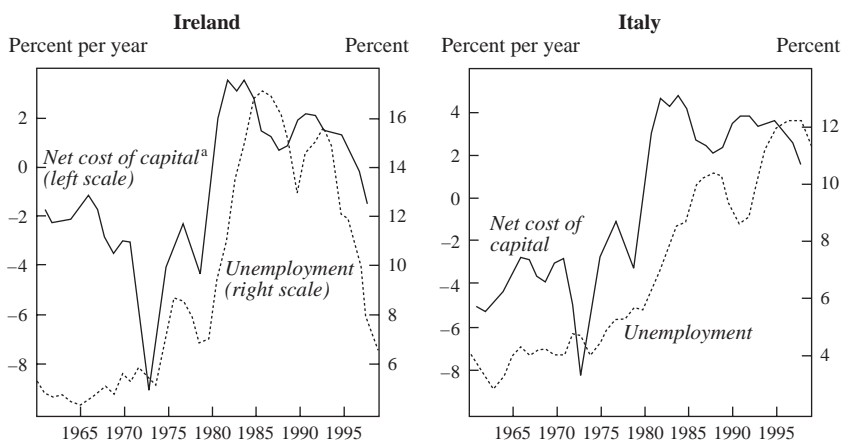 Ireland
Percent per year Percent
2
0
−2
−4
−6
−8
16
14
12
10
8
6
Net cost of capitalᵃ
(left scale)
Unemployment
(right scale)
1965 1970 1975 1980 1985 1990 1995
Italy
Percent per year Percent
4
2
0
−2
−4
−6
−8
12
10
8
6
4
Net cost of
capital
Unemployment
1965 1970 1975 1980 1985 1990 1995